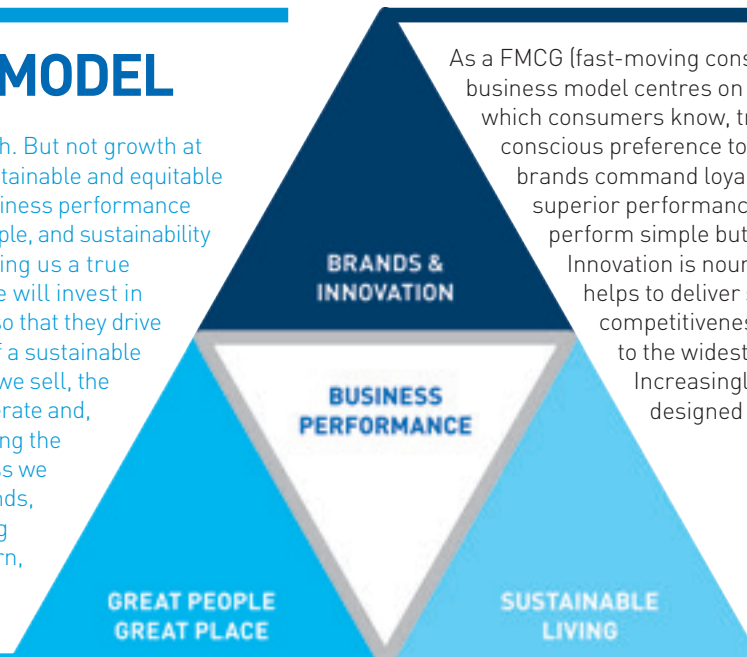 MODEL
h. But not growth at
tainable and equitable
iness performance
ple, and sustainability
ing us a true
e will invest in
so that they drive
f a sustainable
we sell, the
erate and,
ng the
ss we
nds,
g
rn,
BRANDS &
INNOVATION
BUSINESS
PERFORMANCE
GREAT PEOPLE
GREAT PLACE
SUSTAINABLE
LIVING
As a FMCG (fast-moving cons
business model centres on
which consumers know, tr
conscious preference to
brands command loya
superior performanc
perform simple but
Innovation is nour
helps to deliver s
competitivenes
to the widest
Increasingl
designed